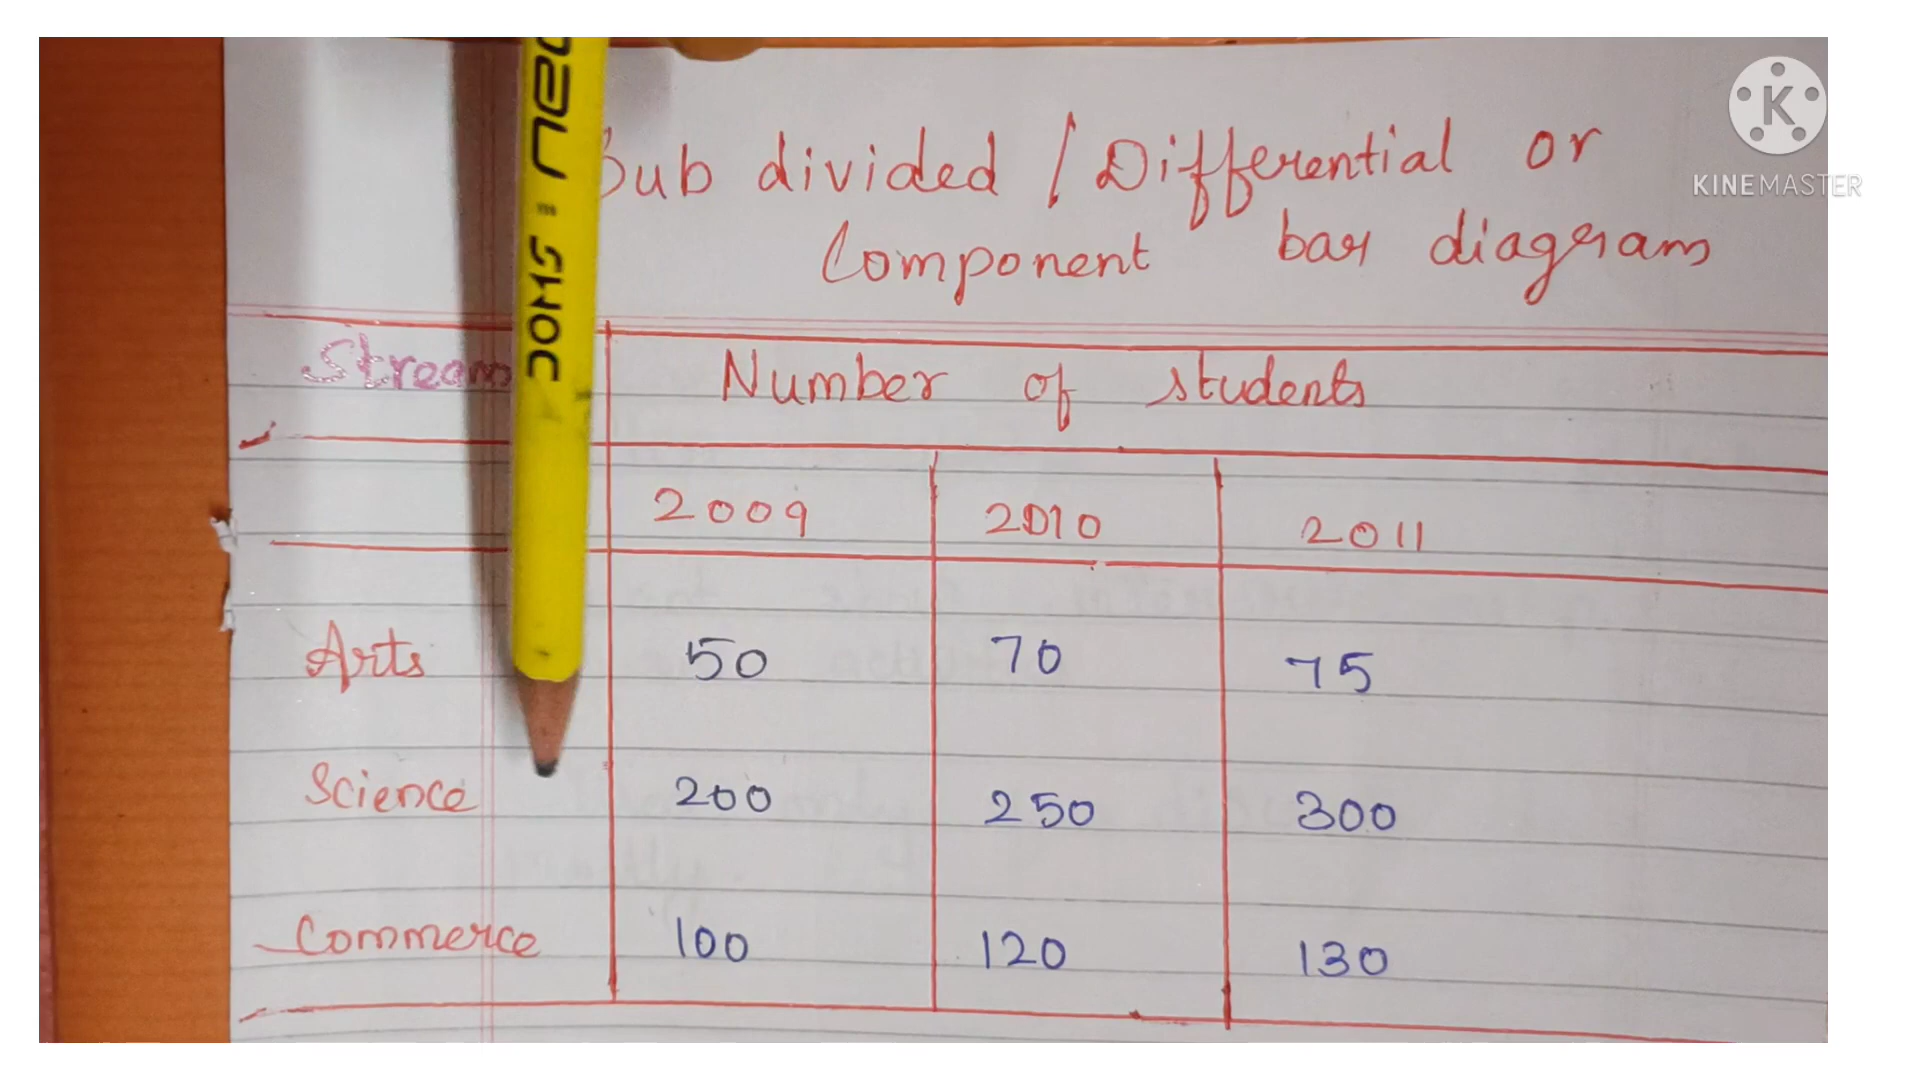 Sub divided / Differential or
Component bar diagram
Stream Number of students
2009 2010 2011
Arts 50 70 75
Science 200 250 300
Commerce 100 120 130
DOMS
KINEMASTER